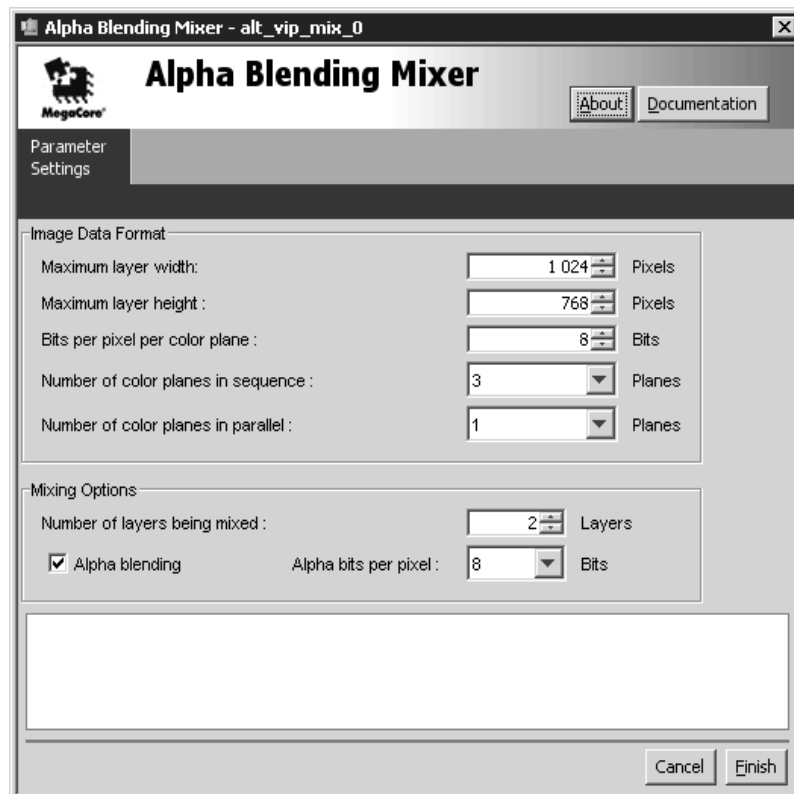 Alpha Blending Mixer - alt_vip_mix_0
MegaCore®
Alpha Blending Mixer
About
Documentation
Parameter
Settings
Image Data Format
Maximum layer width: 1 024 Pixels
Maximum layer height : 768 Pixels
Bits per pixel per color plane : 8 Bits
Number of color planes in sequence : 3 Planes
Number of color planes in parallel : 1 Planes
Mixing Options
Number of layers being mixed : 2 Layers
Alpha blending Alpha bits per pixel : 8 Bits
Cancel Finish